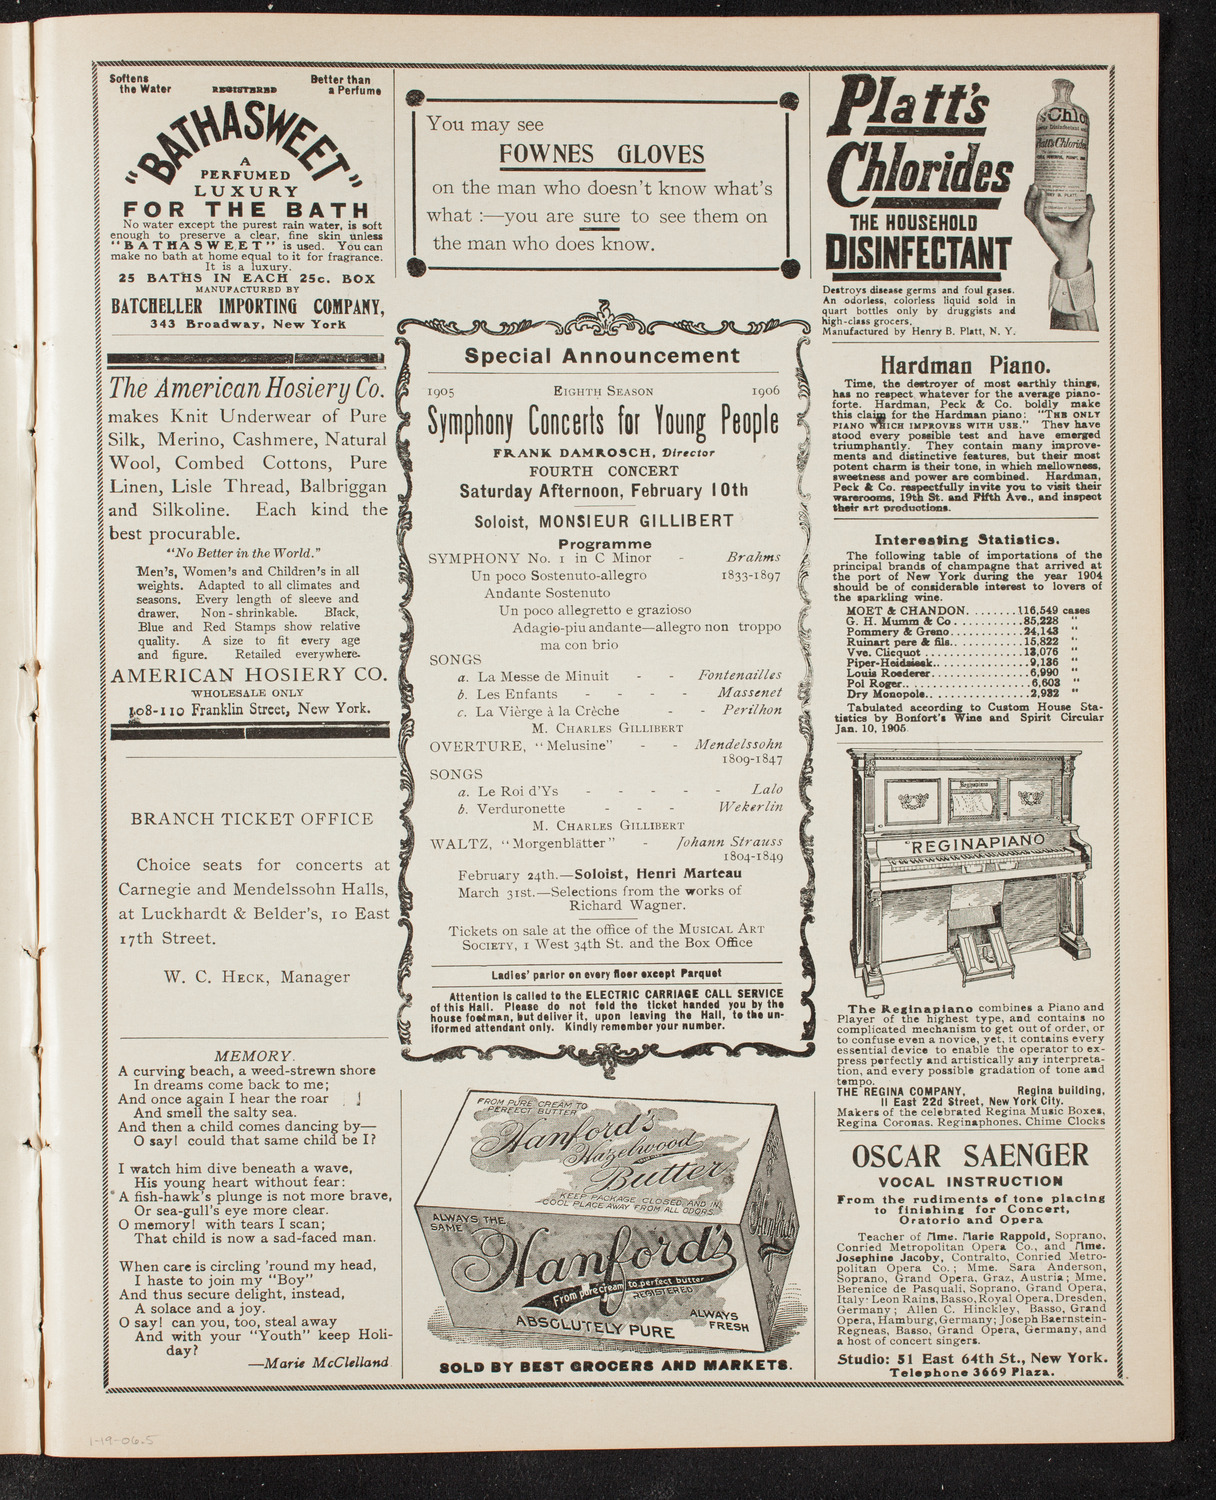 Softens
the Water
REGISTERED
Better than
a Perfume
"BATHASWEET"
A
PERFUMED
LUXURY
FOR THE BATH
No water except the purest rain water, is soft
enough to preserve a clear, fine skin unless
"BATHASWEET" is used. You can
make no bath at home equal to it for fragrance.
It is a luxury.
25 BATHS IN EACH 25c. BOX
MANUFACTURED BY
BATCHELLER IMPORTING COMPANY,
343 Broadway, New York
The American Hosiery Co.
makes Knit Underwear of Pure
Silk, Merino, Cashmere, Natural
Wool, Combed Cottons, Pure
Linen, Lisle Thread, Balbriggan
and Silkoline. Each kind the
best procurable.
"No Better in the World."
Men's, Women's and Children's in all
weights. Adapted to all climates and
seasons. Every length of sleeve and
drawer. Non-shrinkable. Black,
Blue and Red Stamps show relative
quality. A size to fit every age
and figure. Retailed everywhere.
AMERICAN HOSIERY CO.
WHOLESALE ONLY
108-110 Franklin Street, New York.
BRANCH TICKET OFFICE
Choice seats for concerts at
Carnegie and Mendelssohn Halls,
at Luckhardt & Belder's, 10 East
17th Street.
W. C. HECK, Manager
MEMORY.
A curving beach, a weed-strewn shore
In dreams come back to me;
And once again I hear the roar
And smell the salty sea.
And then a child comes dancing by—
O say! could that same child be I?
I watch him dive beneath a wave,
His young heart without fear:
A fish-hawk's plunge is not more brave,
Or sea-gull's eye more clear.
O memory! with tears I scan;
That child is now a sad-faced man.
When care is circling 'round my head,
I haste to join my "Boy"
And thus secure delight, instead,
A solace and a joy.
O say! can you, too, steal away
And with your "Youth" keep Holi-
day?
—Marie McClelland
You may see
FOWNES GLOVES
on the man who doesn't know what's
what :—you are sure to see them on
the man who does know.
Special Announcement
1905 EIGHTH SEASON 1906
Symphony Concerts for Young People
FRANK DAMROSCH, Director
FOURTH CONCERT
Saturday Afternoon, February 10th
Soloist, MONSIEUR GILLIBERT
Programme
SYMPHONY No. 1 in C Minor - Brahms
Un poco Sostenuto-allegro 1833-1897
Andante Sostenuto
Un poco allegretto e grazioso
Adagio-piu andante—allegro non troppo
ma con brio
SONGS
a. La Messe de Minuit - - Fontenailles
b. Les Enfants - - - - Massenet
c. La Vièrge à la Crèche - - Perilhon
M. CHARLES GILLIBERT
OVERTURE, "Melusine" - - Mendelssohn
1809-1847
SONGS
a. Le Roi d'Ys - - - - - Lalo
b. Verduronette - - - Wekerlin
M. CHARLES GILLIBERT
WALTZ, "Morgenblätter" - Johann Strauss
1804-1849
February 24th.—Soloist, Henri Marteau
March 31st.—Selections from the works of
Richard Wagner.
Tickets on sale at the office of the MUSICAL ART
SOCIETY, 1 West 34th St. and the Box Office
Ladies' parlor on every floor except Parquet
Attention is called to the ELECTRIC CARRIAGE CALL SERVICE
of this Hall. Please do not fold the ticket handed you by the
house footman, but deliver it, upon leaving the Hall, to the un-
iformed attendant only. Kindly remember your number.
FROM PURE CREAM TO
PERFECT BUTTER
Hanford's
Hazelwood
Butter
KEEP PACKAGE CLOSED AND IN
COOL PLACE AWAY FROM ALL ODORS.
ALWAYS THE
SAME
Hanford's
From pure cream to perfect butter
REGISTERED
ABSOLUTELY PURE
ALWAYS
FRESH
SOLD BY BEST GROCERS AND MARKETS.
Platt's
Chlorides
THE HOUSEHOLD
DISINFECTANT
Platt's Chlorides
Destroys disease germs and foul gases.
An odorless, colorless liquid sold in
quart bottles only by druggists and
high-class grocers.
Manufactured by Henry B. Platt, N. Y.
Hardman Piano.
Time, the destroyer of most earthly things,
has no respect whatever for the average piano-
forte. Hardman, Peck & Co. boldly make
this claim for the Hardman piano: "THE ONLY
PIANO WHICH IMPROVES WITH USE." They have
stood every possible test and have emerged
triumphantly. They contain many improve-
ments and distinctive features, but their most
potent charm is their tone, in which mellowness,
sweetness and power are combined. Hardman,
Peck & Co. respectfully invite you to visit their
warerooms, 19th St. and Fifth Ave., and inspect
their art productions.
Interesting Statistics.
The following table of importations of the
principal brands of champagne that arrived at
the port of New York during the year 1904
should be of considerable interest to lovers of
the sparkling wine.
MOET & CHANDON........116,549 cases
G. H. Mumm & Co...........85,228 "
Pommery & Greno............24,143 "
Ruinart pere & fils............15,822 "
Vve. Clicquot................13,076 "
Piper-Heidsieck..............9,136 "
Louis Roederer...............6,990 "
Pol Roger....................6,603 "
Dry Monopole................2,932 "
Tabulated according to Custom House Sta-
tistics by Bonfort's Wine and Spirit Circular
Jan. 10, 1905.
Reginapiano
REGINAPIANO
The Reginapiano combines a Piano and
Player of the highest type, and contains no
complicated mechanism to get out of order, or
to confuse even a novice, yet, it contains every
essential device to enable the operator to ex-
press perfectly and artistically any interpreta-
tion, and every possible gradation of tone and
tempo.
THE REGINA COMPANY, Regina building,
11 East 22d Street, New York City.
Makers of the celebrated Regina Music Boxes,
Regina Coronas. Reginaphones. Chime Clocks
OSCAR SAENGER
VOCAL INSTRUCTION
From the rudiments of tone placing
to finishing for Concert,
Oratorio and Opera
Teacher of Mme. Marie Rappold, Soprano,
Conried Metropolitan Opera Co., and Mme.
Josephine Jacoby, Contralto, Conried Metro-
politan Opera Co.; Mme. Sara Anderson,
Soprano, Grand Opera, Graz, Austria; Mme.
Berenice de Pasquali, Soprano, Grand Opera,
Italy; Leon Rains, Basso, Royal Opera, Dresden,
Germany; Allen C. Hinckley, Basso, Grand
Opera, Hamburg, Germany; Joseph Baernstein-
Regneas, Basso, Grand Opera, Germany, and
a host of concert singers.
Studio: 51 East 64th St., New York.
Telephone 3669 Plaza.
1-19-06.5